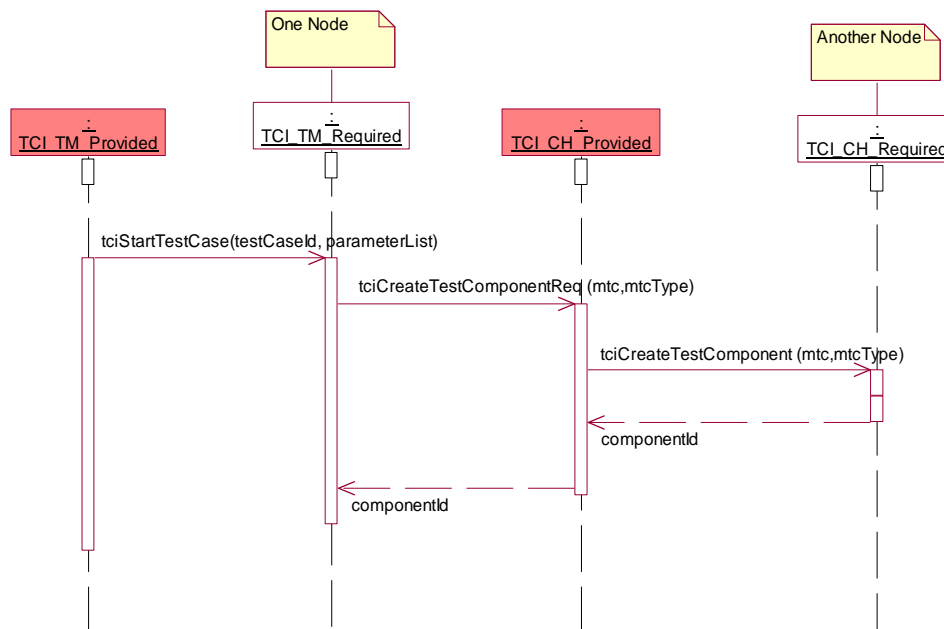 One Node
Another Node
:
TCI_TM_Provided
:
TCI_TM_Required
:
TCI_CH_Provided
:
TCI_CH_Required
tciStartTestCase(testCaseId, parameterList)
tciCreateTestComponentReq (mtc,mtcType)
tciCreateTestComponent (mtc,mtcType)
componentId
componentId